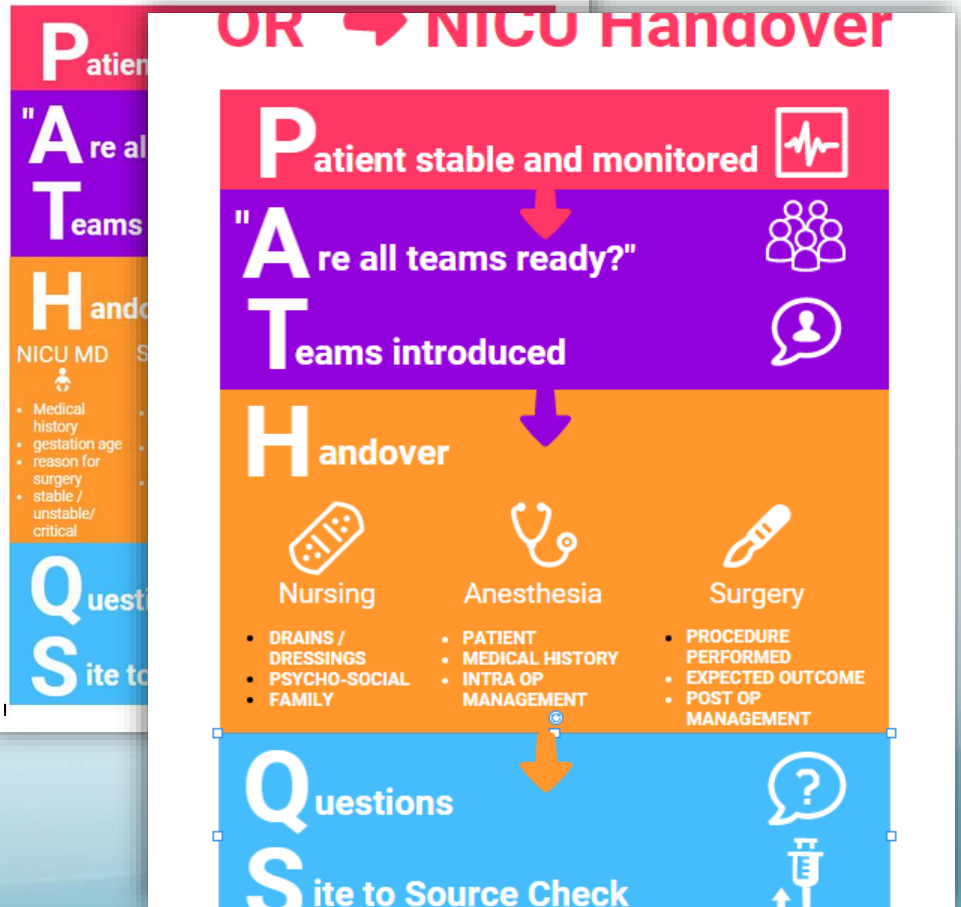 Patien
"Are al
Teams
Hando
NICU MD S
• Medical
history
• gestation age
• reason for
surgery
• stable /
unstable/
critical
Questi
Site to
OR NICU Handover
Patient stable and monitored
"Are all teams ready?"
Teams introduced
Handover
Nursing
• DRAINS /
DRESSINGS
• PSYCHO-SOCIAL
• FAMILY
Anesthesia
• PATIENT
• MEDICAL HISTORY
• INTRA OP
MANAGEMENT
Surgery
• PROCEDURE
PERFORMED
• EXPECTED OUTCOME
• POST OP
MANAGEMENT
Questions
?
Site to Source Check
E